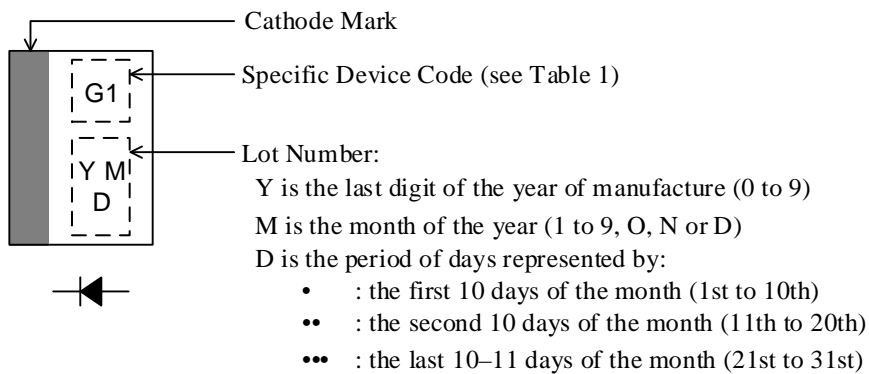 Cathode Mark
Specific Device Code (see Table 1)
G1
Lot Number:
Y M
D
Y is the last digit of the year of manufacture (0 to 9)
M is the month of the year (1 to 9, O, N or D)
D is the period of days represented by:
• : the first 10 days of the month (1st to 10th)
•• : the second 10 days of the month (11th to 20th)
••• : the last 10–11 days of the month (21st to 31st)